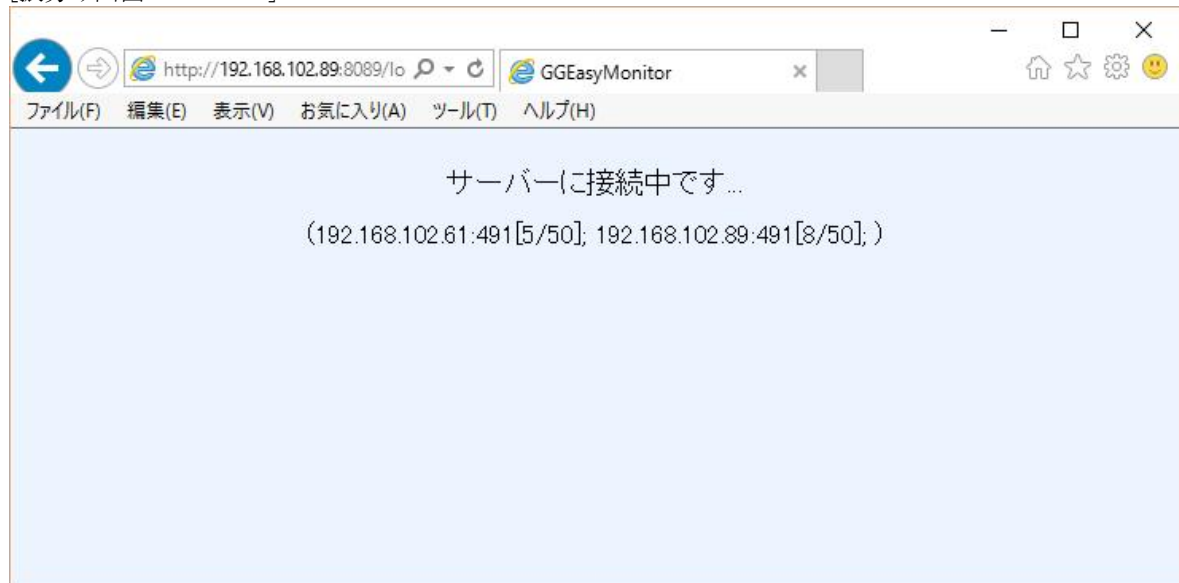 http://192.168.102.89:8089/lo
GGEasyMonitor
ファイル(F) 編集(E) 表示(V) お気に入り(A) ツール(T) ヘルプ(H)
サーバーに接続中です...
(192.168.102.61:491[5/50]; 192.168.102.89:491[8/50]; )